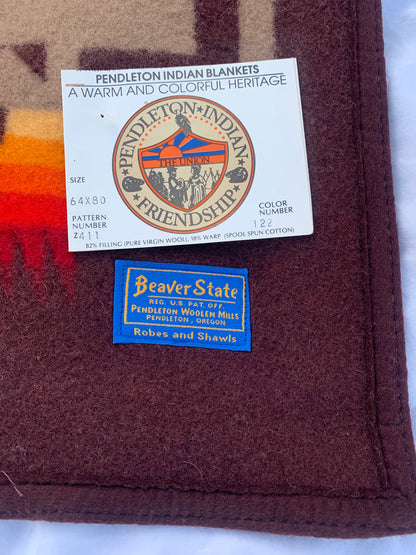 PENDLETON INDIAN BLANKETS
A WARM AND COLORFUL HERITAGE
PENDLETON INDIAN
THE UNION
FRIENDSHIP
SIZE
64X80
PATTERN
NUMBER
Z411
COLOR
NUMBER
122
82% FILLING (PURE VIRGIN WOOL), 18% WARP (SPOOL SPUN COTTON)
Beaver State
REG. U.S. PAT. OFF.
PENDLETON WOOLEN MILLS
PENDLETON, OREGON
Robes and Shawls